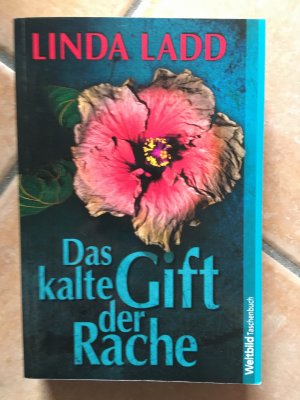 LINDA LADD
Das
kalte Gift
der
Rache
Weltbild Taschenbuch